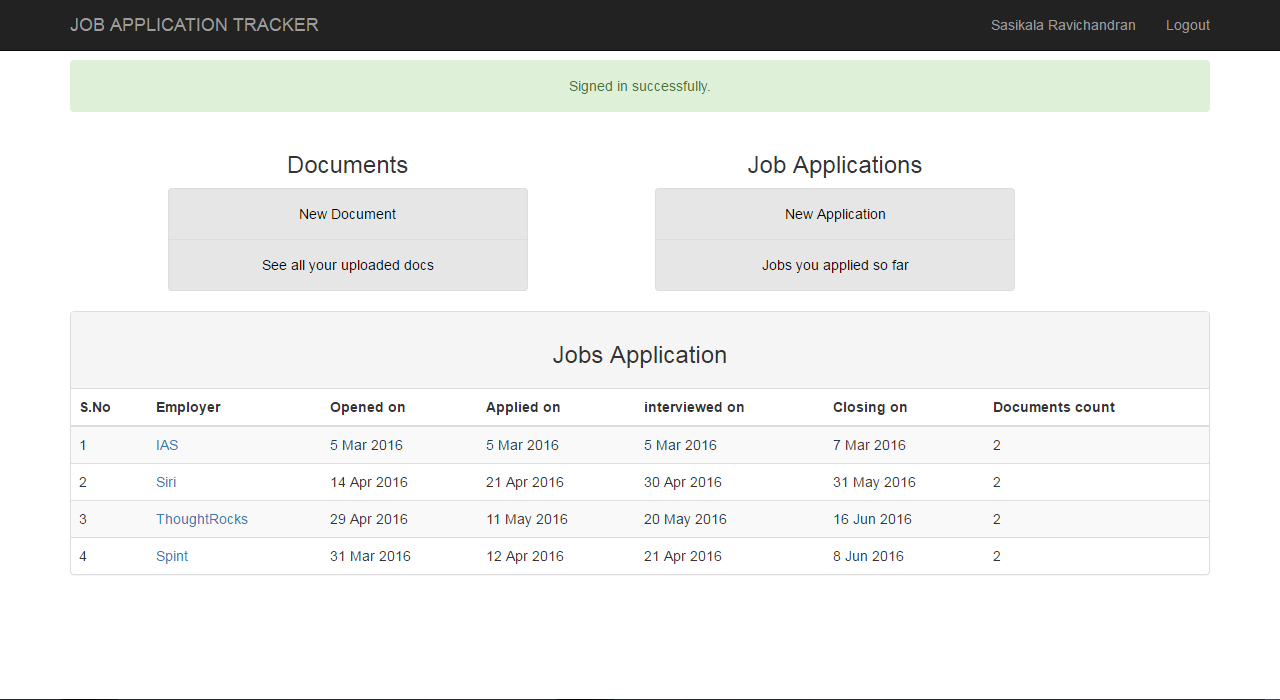 JOB APPLICATION TRACKER Sasikala Ravichandran Logout
Signed in successfully.
Documents Job Applications
New Document New Application
See all your uploaded docs Jobs you applied so far
Jobs Application
S.No Employer Opened on Applied on interviewed on Closing on Documents count
1 IAS 5 Mar 2016 5 Mar 2016 5 Mar 2016 7 Mar 2016 2
2 Siri 14 Apr 2016 21 Apr 2016 30 Apr 2016 31 May 2016 2
3 ThoughtRocks 29 Apr 2016 11 May 2016 20 May 2016 16 Jun 2016 2
4 Spint 31 Mar 2016 12 Apr 2016 21 Apr 2016 8 Jun 2016 2